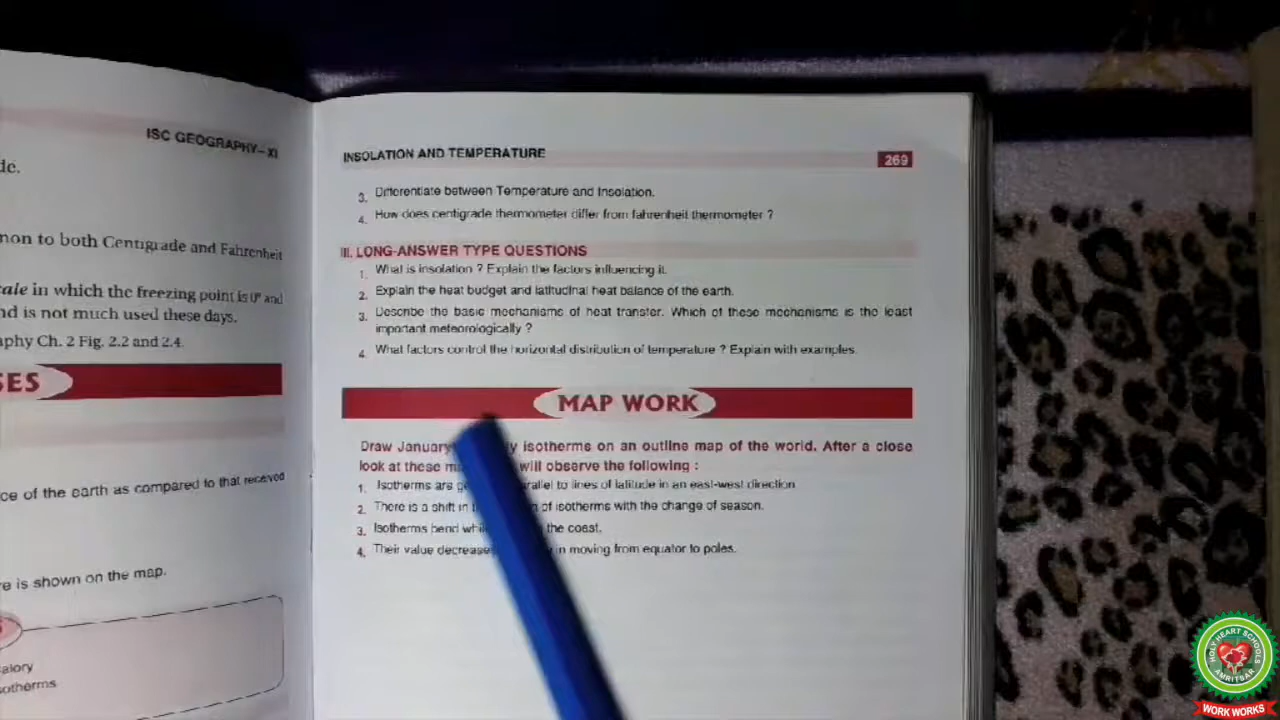 ISC GEOGRAPHY–XI
de.
non to both Centigrade and Fahrenheit
cale in which the freezing point is 0° and
nd is not much used these days.
aphy Ch. 2 Fig. 2.2 and 2.4.
SES
ce of the earth as compared to that received
re is shown on the map.
alory
sotherms
INSOLATION AND TEMPERATURE
269
3. Differentiate between Temperature and Insolation.
4. How does centigrade thermometer differ from fahrenheit thermometer ?
III. LONG-ANSWER TYPE QUESTIONS
1. What is insolation ? Explain the factors influencing it.
2. Explain the heat budget and latitudinal heat balance of the earth.
3. Describe the basic mechanisms of heat transfer. Which of these mechanisms is the least
important meteorologically ?
4. What factors control the horizontal distribution of temperature ? Explain with examples.
MAP WORK
Draw January isotherms on an outline map of the world. After a close
look at these will observe the following :
1. Isotherms are parallel to lines of latitude in an east-west direction
2. There is a shift in of isotherms with the change of season.
3. Isotherms bend the coast.
4. Their value decreases in moving from equator to poles.
HOLY HEART SCHOOLS
AMRITSAR
WORK WORKS